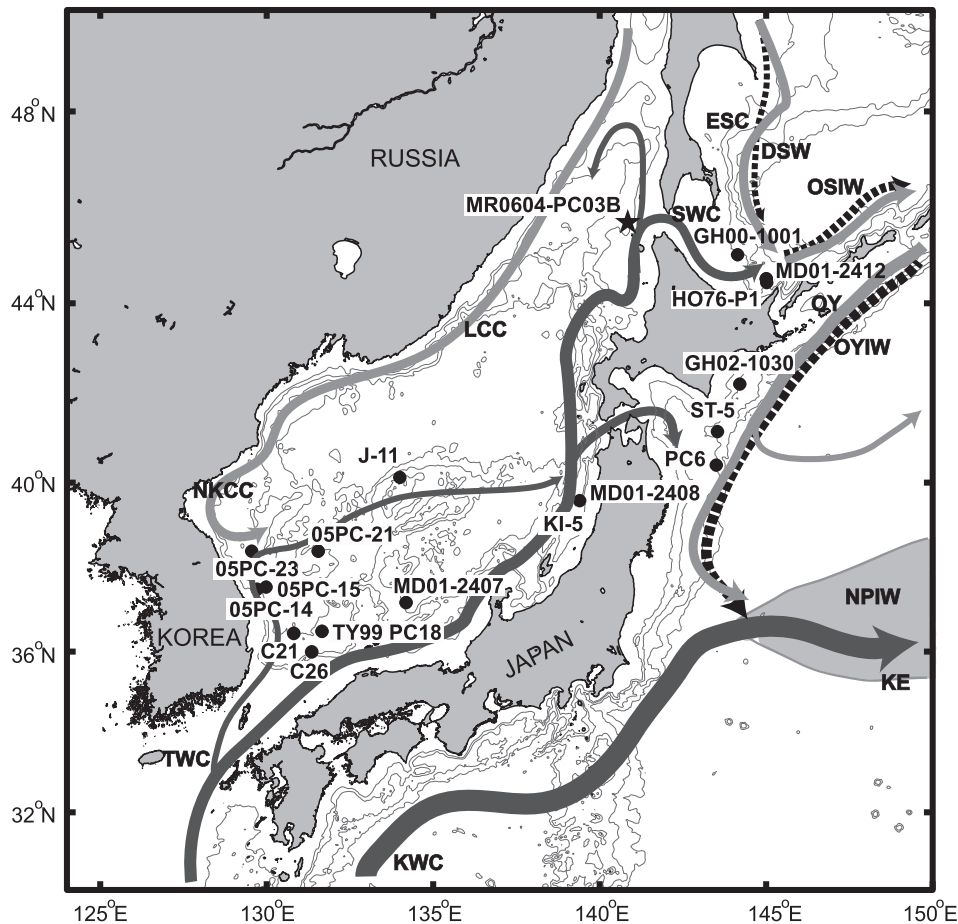 48°N
ESC
DSW
RUSSIA
OSIW
MR0604-PC03B
SWC
GH00-1001
MD01-2412
HO76-P1
44°N
OY
LCC
OYIW
GH02-1030
ST-5
J-11
PC6
40°N
NKCC
MD01-2408
KI-5
05PC-21
05PC-23
MD01-2407
05PC-15
05PC-14
NPIW
KOREA
TY99 PC18
C21
JAPAN
36°N
C26
KE
TWC
32°N
KWC
125°E 130°E 135°E 140°E 145°E 150°E